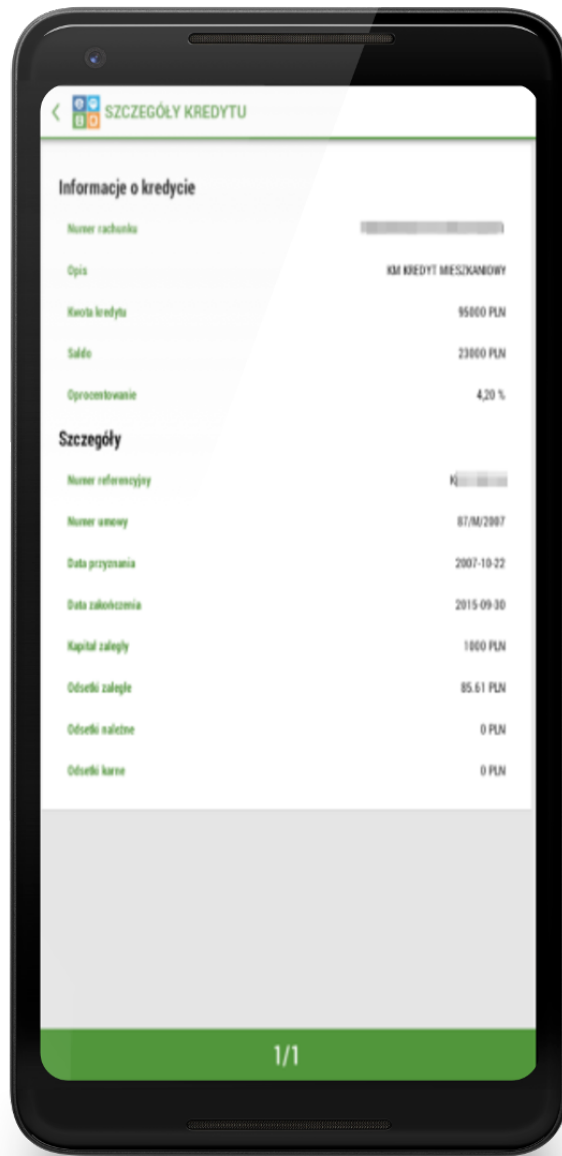 SZCZEGÓŁY KREDYTU
Informacje o kredycie
Numer rachunku
Opis KM KREDYT MIESZKANIOWY
Kwota kredytu 95000 PLN
Saldo 23000 PLN
Oprocentowanie 4,20 %
Szczegóły
Numer referencyjny
Numer umowy 87/M/2007
Data przyznania 2007-10-22
Data zakończenia 2015-09-30
Kapitał zaległy 1000 PLN
Odsetki zaległe 85.61 PLN
Odsetki należne 0 PLN
Odsetki karne 0 PLN
1/1